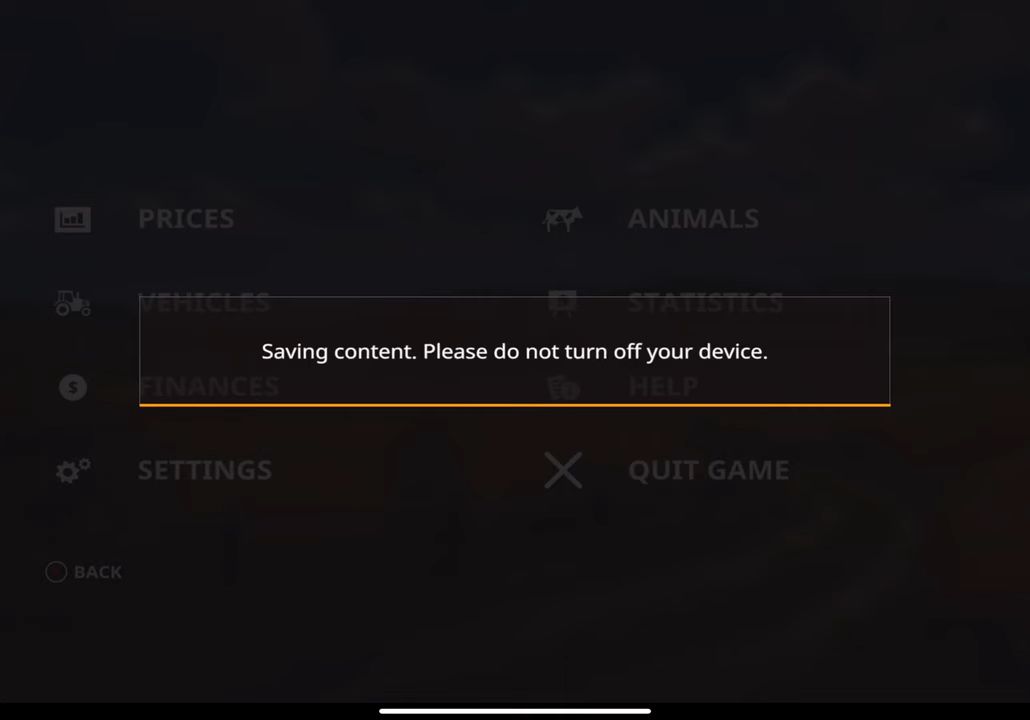 PRICES
ANIMALS
VEHICLES
STATISTICS
Saving content. Please do not turn off your device.
FINANCES
HELP
SETTINGS
QUIT GAME
BACK